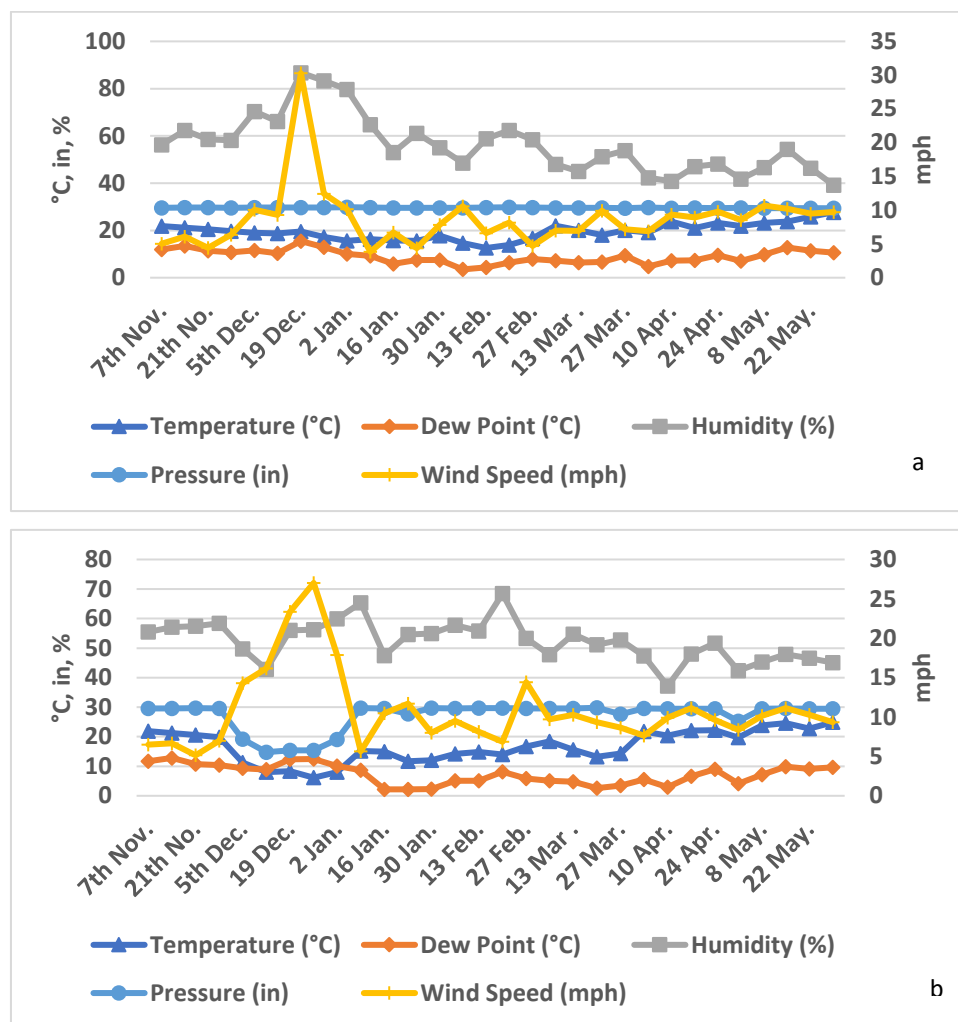 100
80
60
40
20
0
°C, in, %
35
30
25
20
15
10
5
0
mph
7th Nov.
21th No.
5th Dec.
19 Dec.
2 Jan.
16 Jan.
30 Jan.
13 Feb.
27 Feb.
13 Mar .
27 Mar.
10 Apr.
24 Apr.
8 May.
22 May.
Temperature (°C) Dew Point (°C) Humidity (%)
Pressure (in) Wind Speed (mph)
a
80
70
60
50
40
30
20
10
0
°C, in, %
30
25
20
15
10
5
0
mph
7th Nov.
21th No.
5th Dec.
19 Dec.
2 Jan.
16 Jan.
30 Jan.
13 Feb.
27 Feb.
13 Mar .
27 Mar.
10 Apr.
24 Apr.
8 May.
22 May.
Temperature (°C) Dew Point (°C) Humidity (%)
Pressure (in) Wind Speed (mph)
b